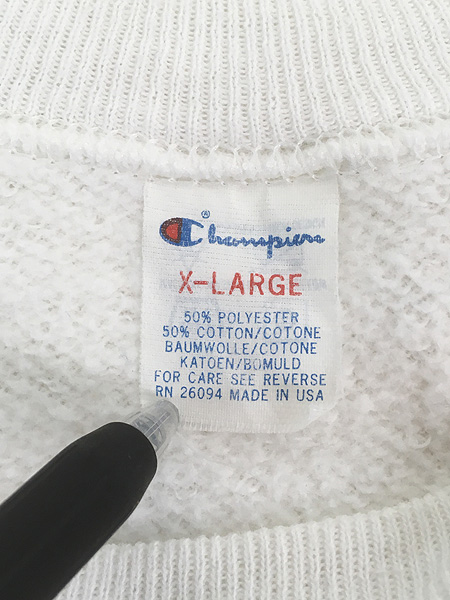 ®
Champion
X-LARGE
50% POLYESTER
50% COTTON/COTONE
BAUMWOLLE/COTONE
KATOEN/BOMULD
FOR CARE SEE REVERSE
RN 26094 MADE IN USA